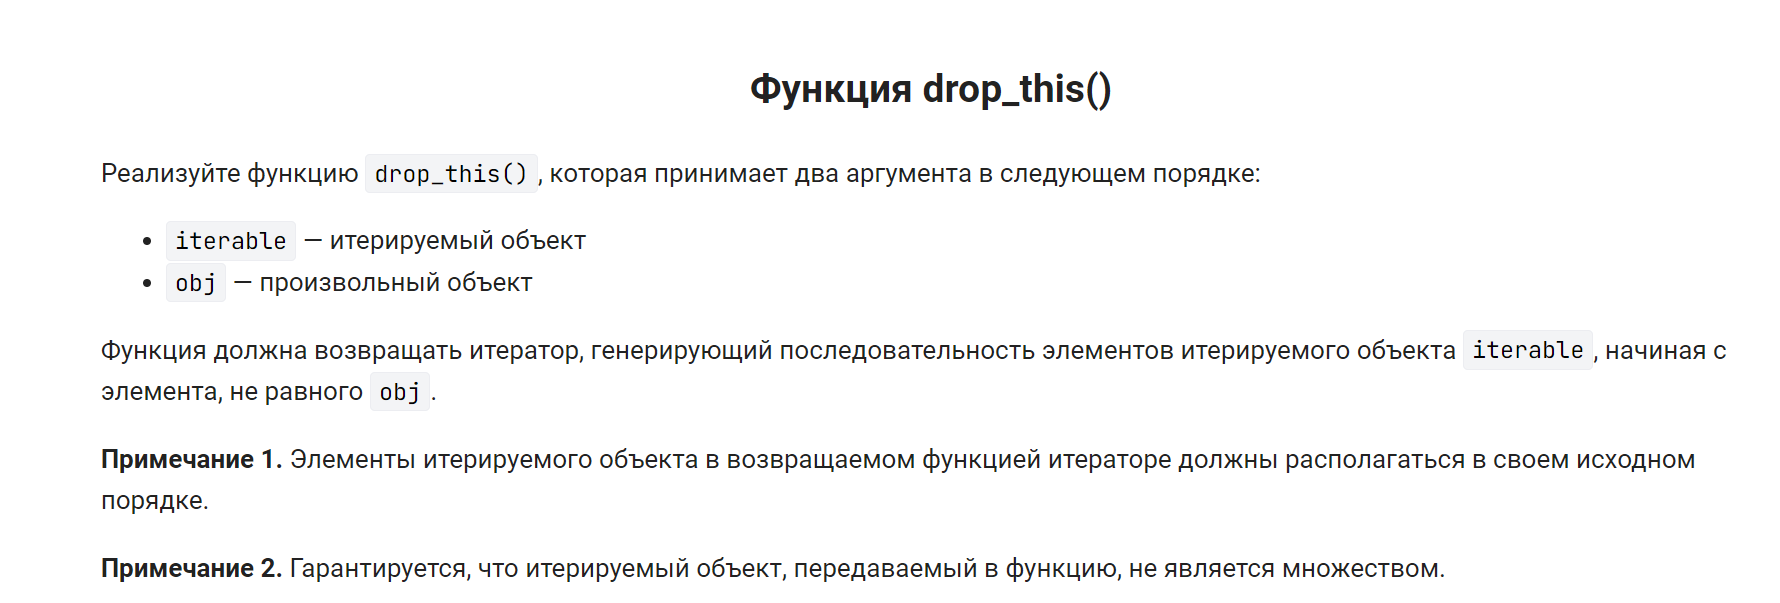 Функция drop_this()
Реализуйте функцию drop_this(), которая принимает два аргумента в следующем порядке:
• iterable — итерируемый объект
• obj — произвольный объект
Функция должна возвращать итератор, генерирующий последовательность элементов итерируемого объекта iterable, начиная с
элемента, не равного obj.
Примечание 1. Элементы итерируемого объекта в возвращаемом функцией итераторе должны располагаться в своем исходном
порядке.
Примечание 2. Гарантируется, что итерируемый объект, передаваемый в функцию, не является множеством.